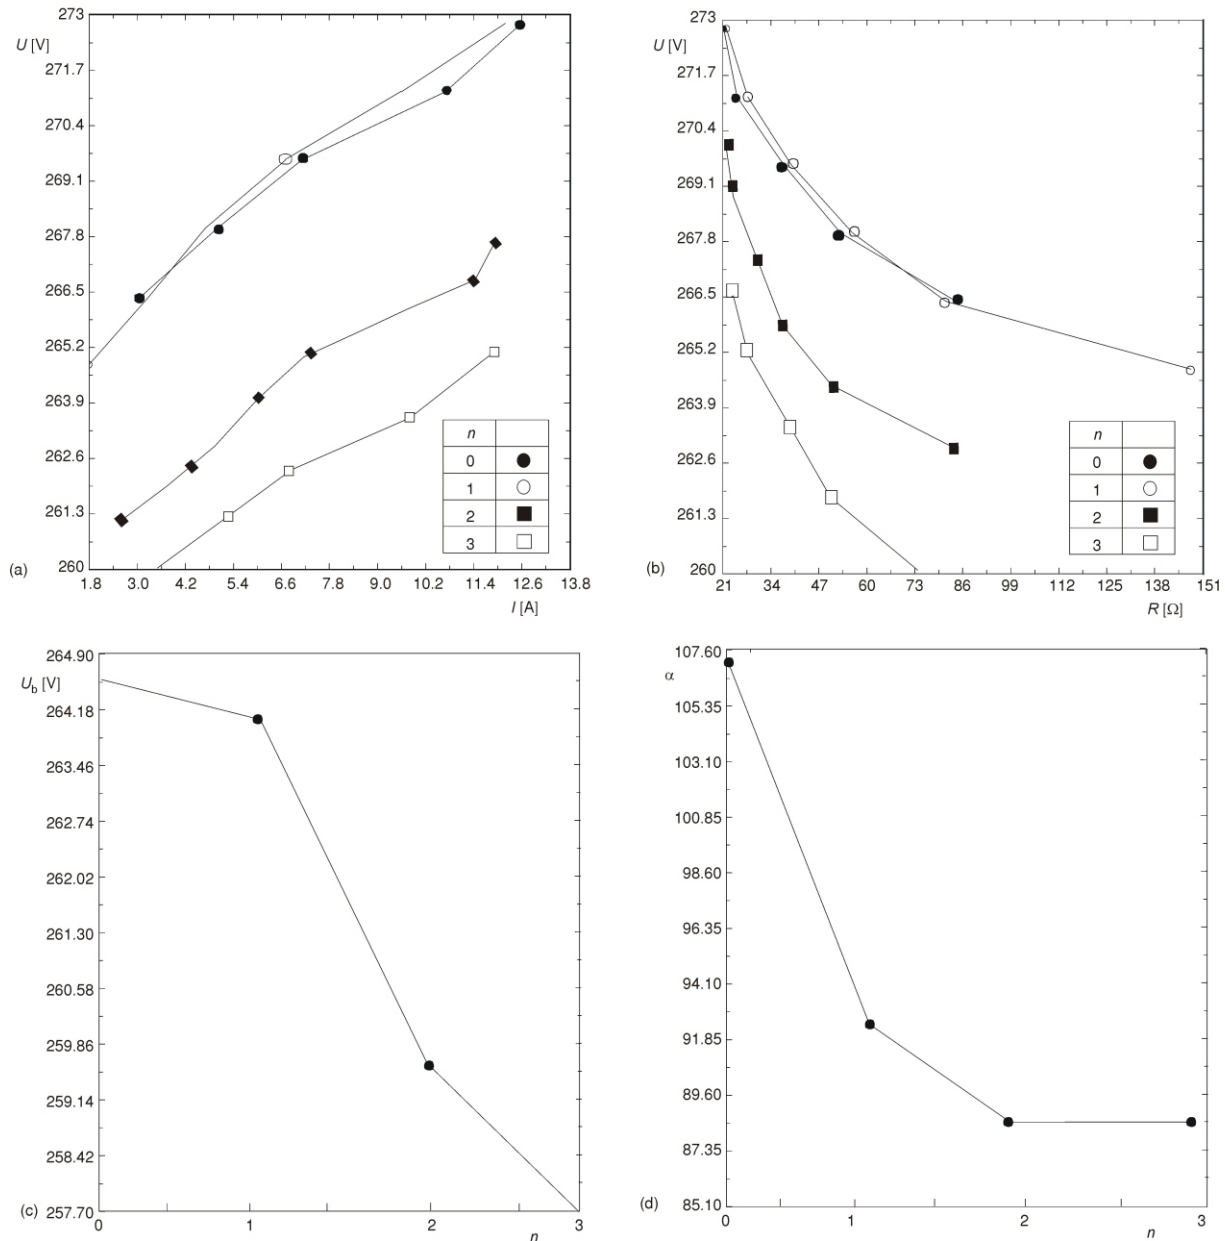 U [V]
273
271.7
270.4
269.1
267.8
266.5
265.2
263.9
262.6
261.3
260
1.8 3.0 4.2 5.4 6.6 7.8 9.0 10.2 11.4 12.6 13.8
I [A]
n
0
1
2
3
(a)
U [V]
273
271.7
270.4
269.1
267.8
266.5
265.2
263.9
262.6
261.3
260
21 34 47 60 73 86 99 112 125 138 151
R [Ω]
n
0
1
2
3
(b)
264.90
U_b [V]
264.18
263.46
262.74
262.02
261.30
260.58
259.86
259.14
258.42
257.70
0 1 2 3
n
(c)
107.60
α
105.35
103.10
100.85
98.60
96.35
94.10
91.85
89.60
87.35
85.10
0 1 2 3
n
(d)